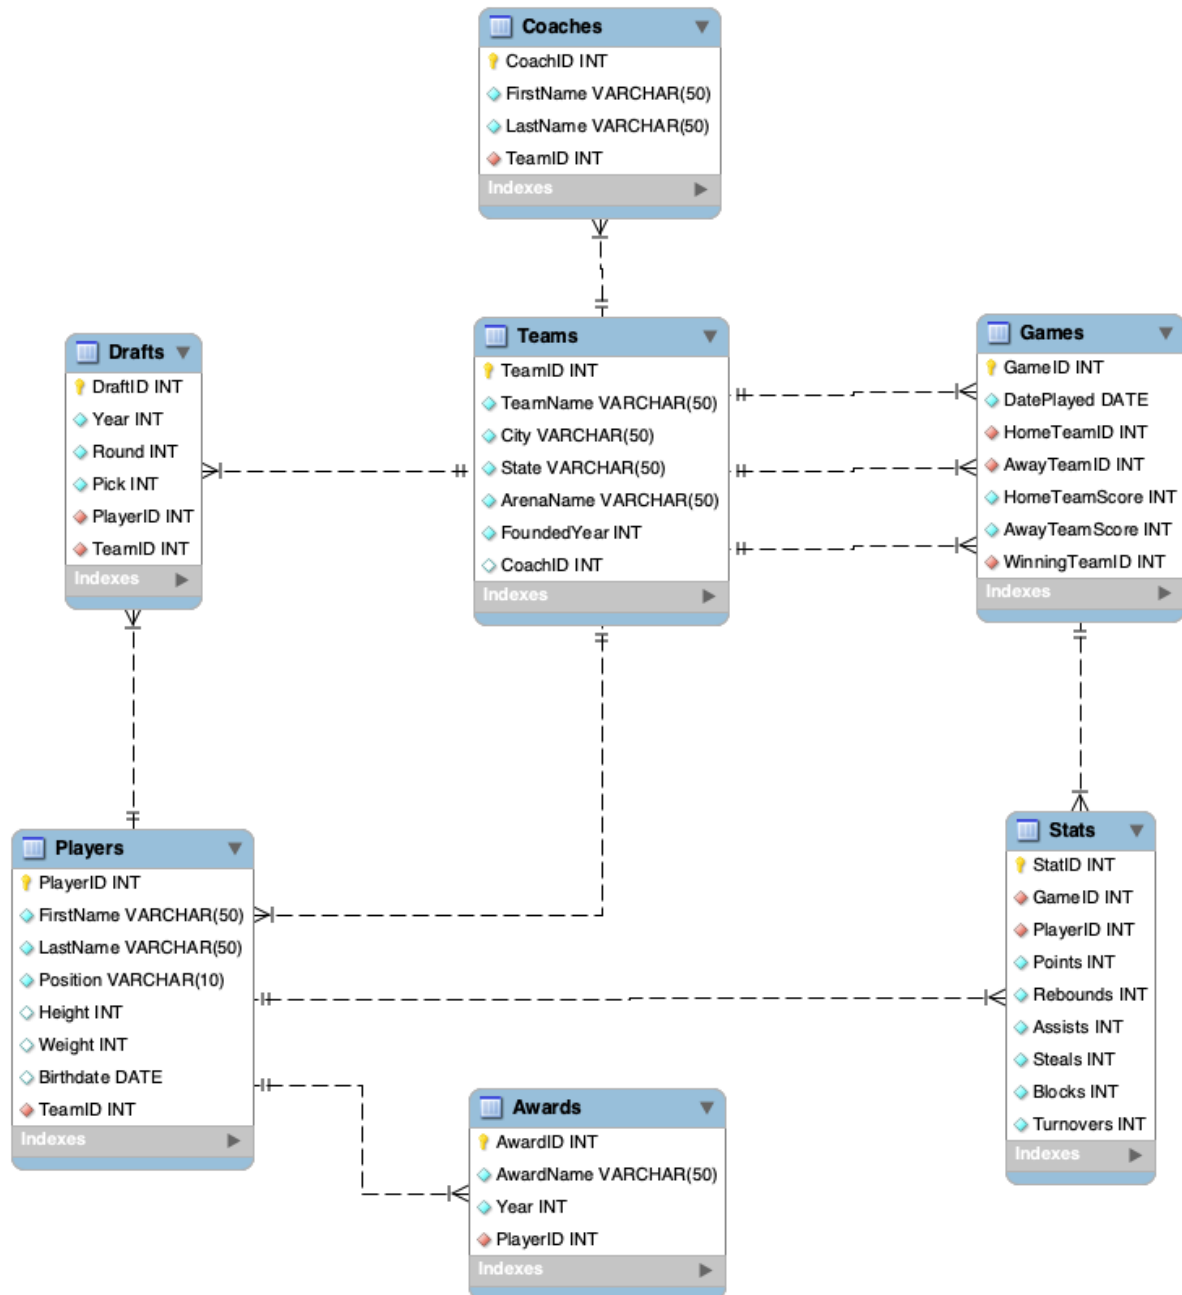 Coaches
CoachID INT
FirstName VARCHAR(50)
LastName VARCHAR(50)
TeamID INT
Indexes
Drafts
DraftID INT
Year INT
Round INT
Pick INT
PlayerID INT
TeamID INT
Indexes
Teams
TeamID INT
TeamName VARCHAR(50)
City VARCHAR(50)
State VARCHAR(50)
ArenaName VARCHAR(50)
FoundedYear INT
CoachID INT
Indexes
Games
GameID INT
DatePlayed DATE
HomeTeamID INT
AwayTeamID INT
HomeTeamScore INT
AwayTeamScore INT
WinningTeamID INT
Indexes
Players
PlayerID INT
FirstName VARCHAR(50)
LastName VARCHAR(50)
Position VARCHAR(10)
Height INT
Weight INT
Birthdate DATE
TeamID INT
Indexes
Stats
StatID INT
GameID INT
PlayerID INT
Points INT
Rebounds INT
Assists INT
Steals INT
Blocks INT
Turnovers INT
Indexes
Awards
AwardID INT
AwardName VARCHAR(50)
Year INT
PlayerID INT
Indexes